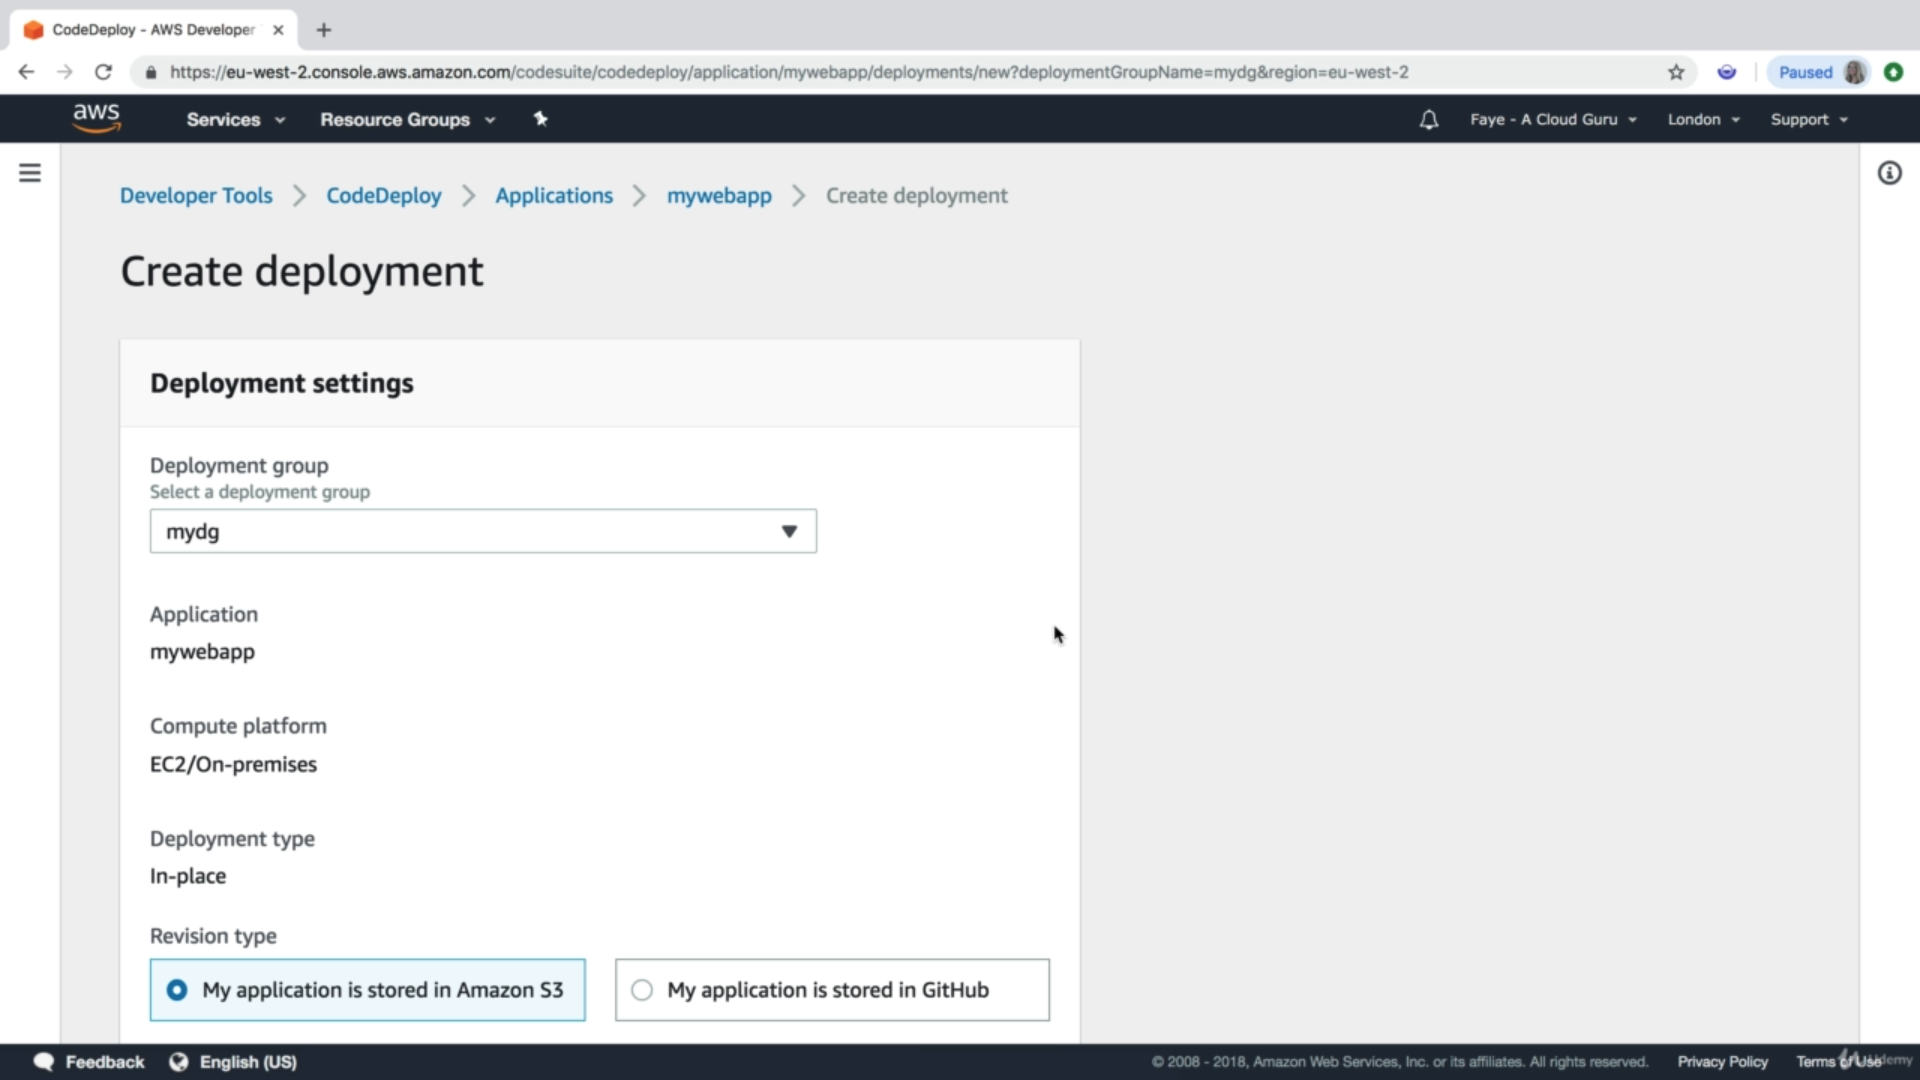 CodeDeploy - AWS Developer
https://eu-west-2.console.aws.amazon.com/codesuite/codedeploy/application/mywebapp/deployments/new?deploymentGroupName=mydg&region=eu-west-2
Paused
aws
Services
Resource Groups
Faye - A Cloud Guru
London
Support
Developer Tools > CodeDeploy > Applications > mywebapp > Create deployment
Create deployment
Deployment settings
Deployment group
Select a deployment group
mydg
Application
mywebapp
Compute platform
EC2/On-premises
Deployment type
In-place
Revision type
My application is stored in Amazon S3
My application is stored in GitHub
Feedback
English (US)
© 2008 - 2018, Amazon Web Services, Inc. or its affiliates. All rights reserved.
Privacy Policy
Terms of Use